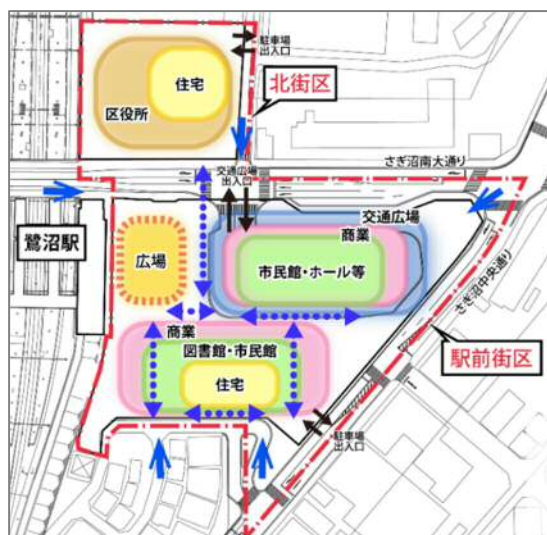 駐車場
出入口
住宅
区役所
北街区
交通広場
出入口
さぎ沼南大通り
交通広場
鷺沼駅
商業
広場
市民館・ホール等
さぎ沼中央通り
商業
駅前街区
図書館・市民館
住宅
駐車場
出入口